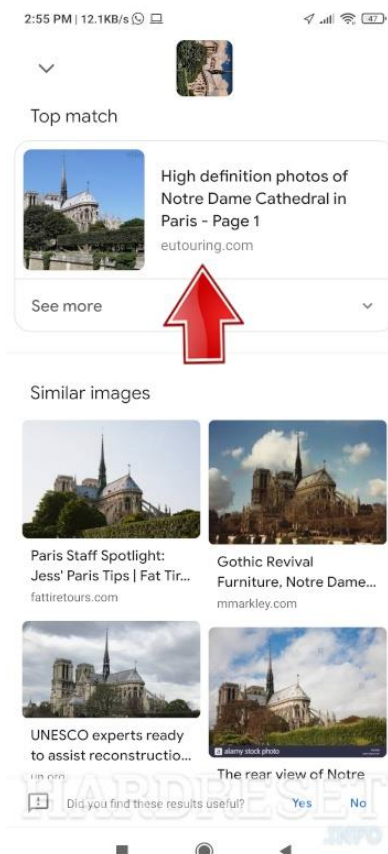 2:55 PM | 12.1KB/s
47
Top match
High definition photos of
Notre Dame Cathedral in
Paris - Page 1
eutouring.com
See more
Similar images
Paris Staff Spotlight:
Jess' Paris Tips | Fat Tir...
fattiretours.com
Gothic Revival
Furniture, Notre Dame...
mmarkley.com
UNESCO experts ready
to assist reconstructio...
un.org
a alamy stock photo
The rear view of Notre
Did you find these results useful?
Yes
No
HARDRESET
.INFO